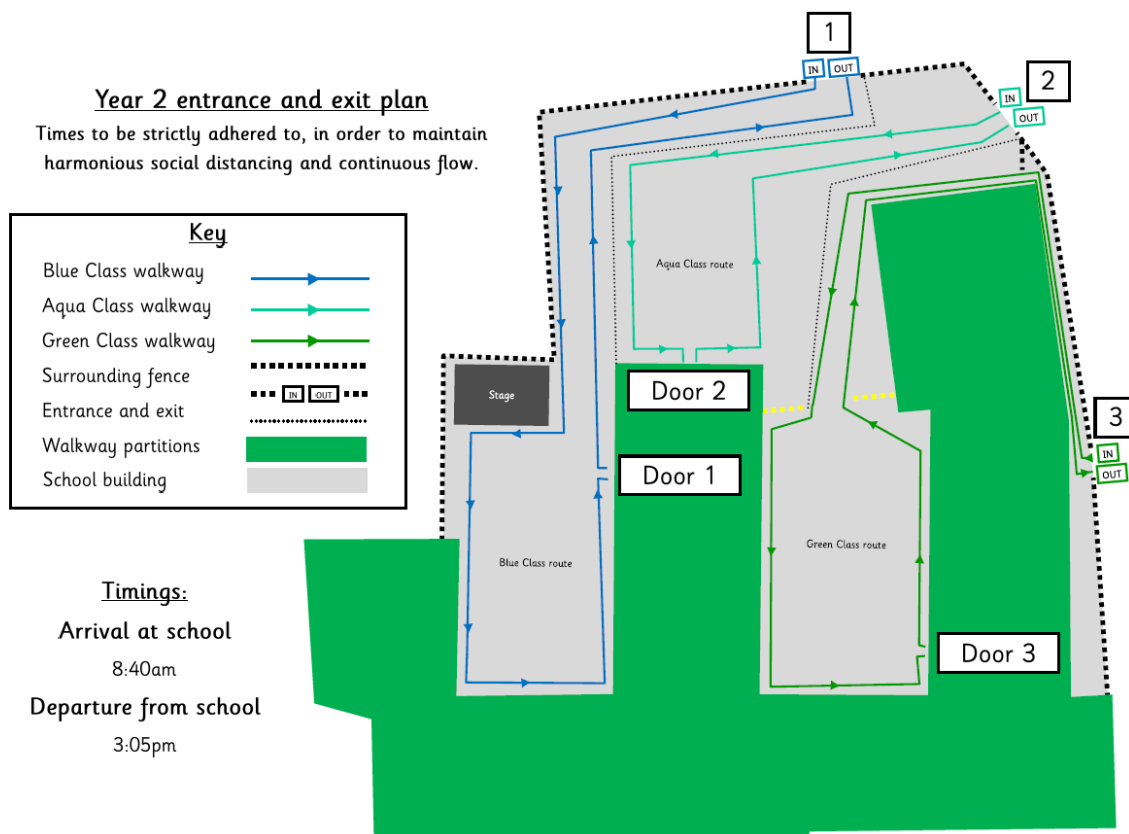 Year 2 entrance and exit plan
Times to be strictly adhered to, in order to maintain
harmonious social distancing and continuous flow.
Key
Blue Class walkway
Aqua Class walkway
Green Class walkway
Surrounding fence
IN OUT
Entrance and exit
Walkway partitions
School building
Timings:
Arrival at school
8:40am
Departure from school
3:05pm
1
IN OUT
2
IN
OUT
Aqua Class route
Stage
Door 2
Door 1
3
IN
OUT
Green Class route
Blue Class route
Door 3